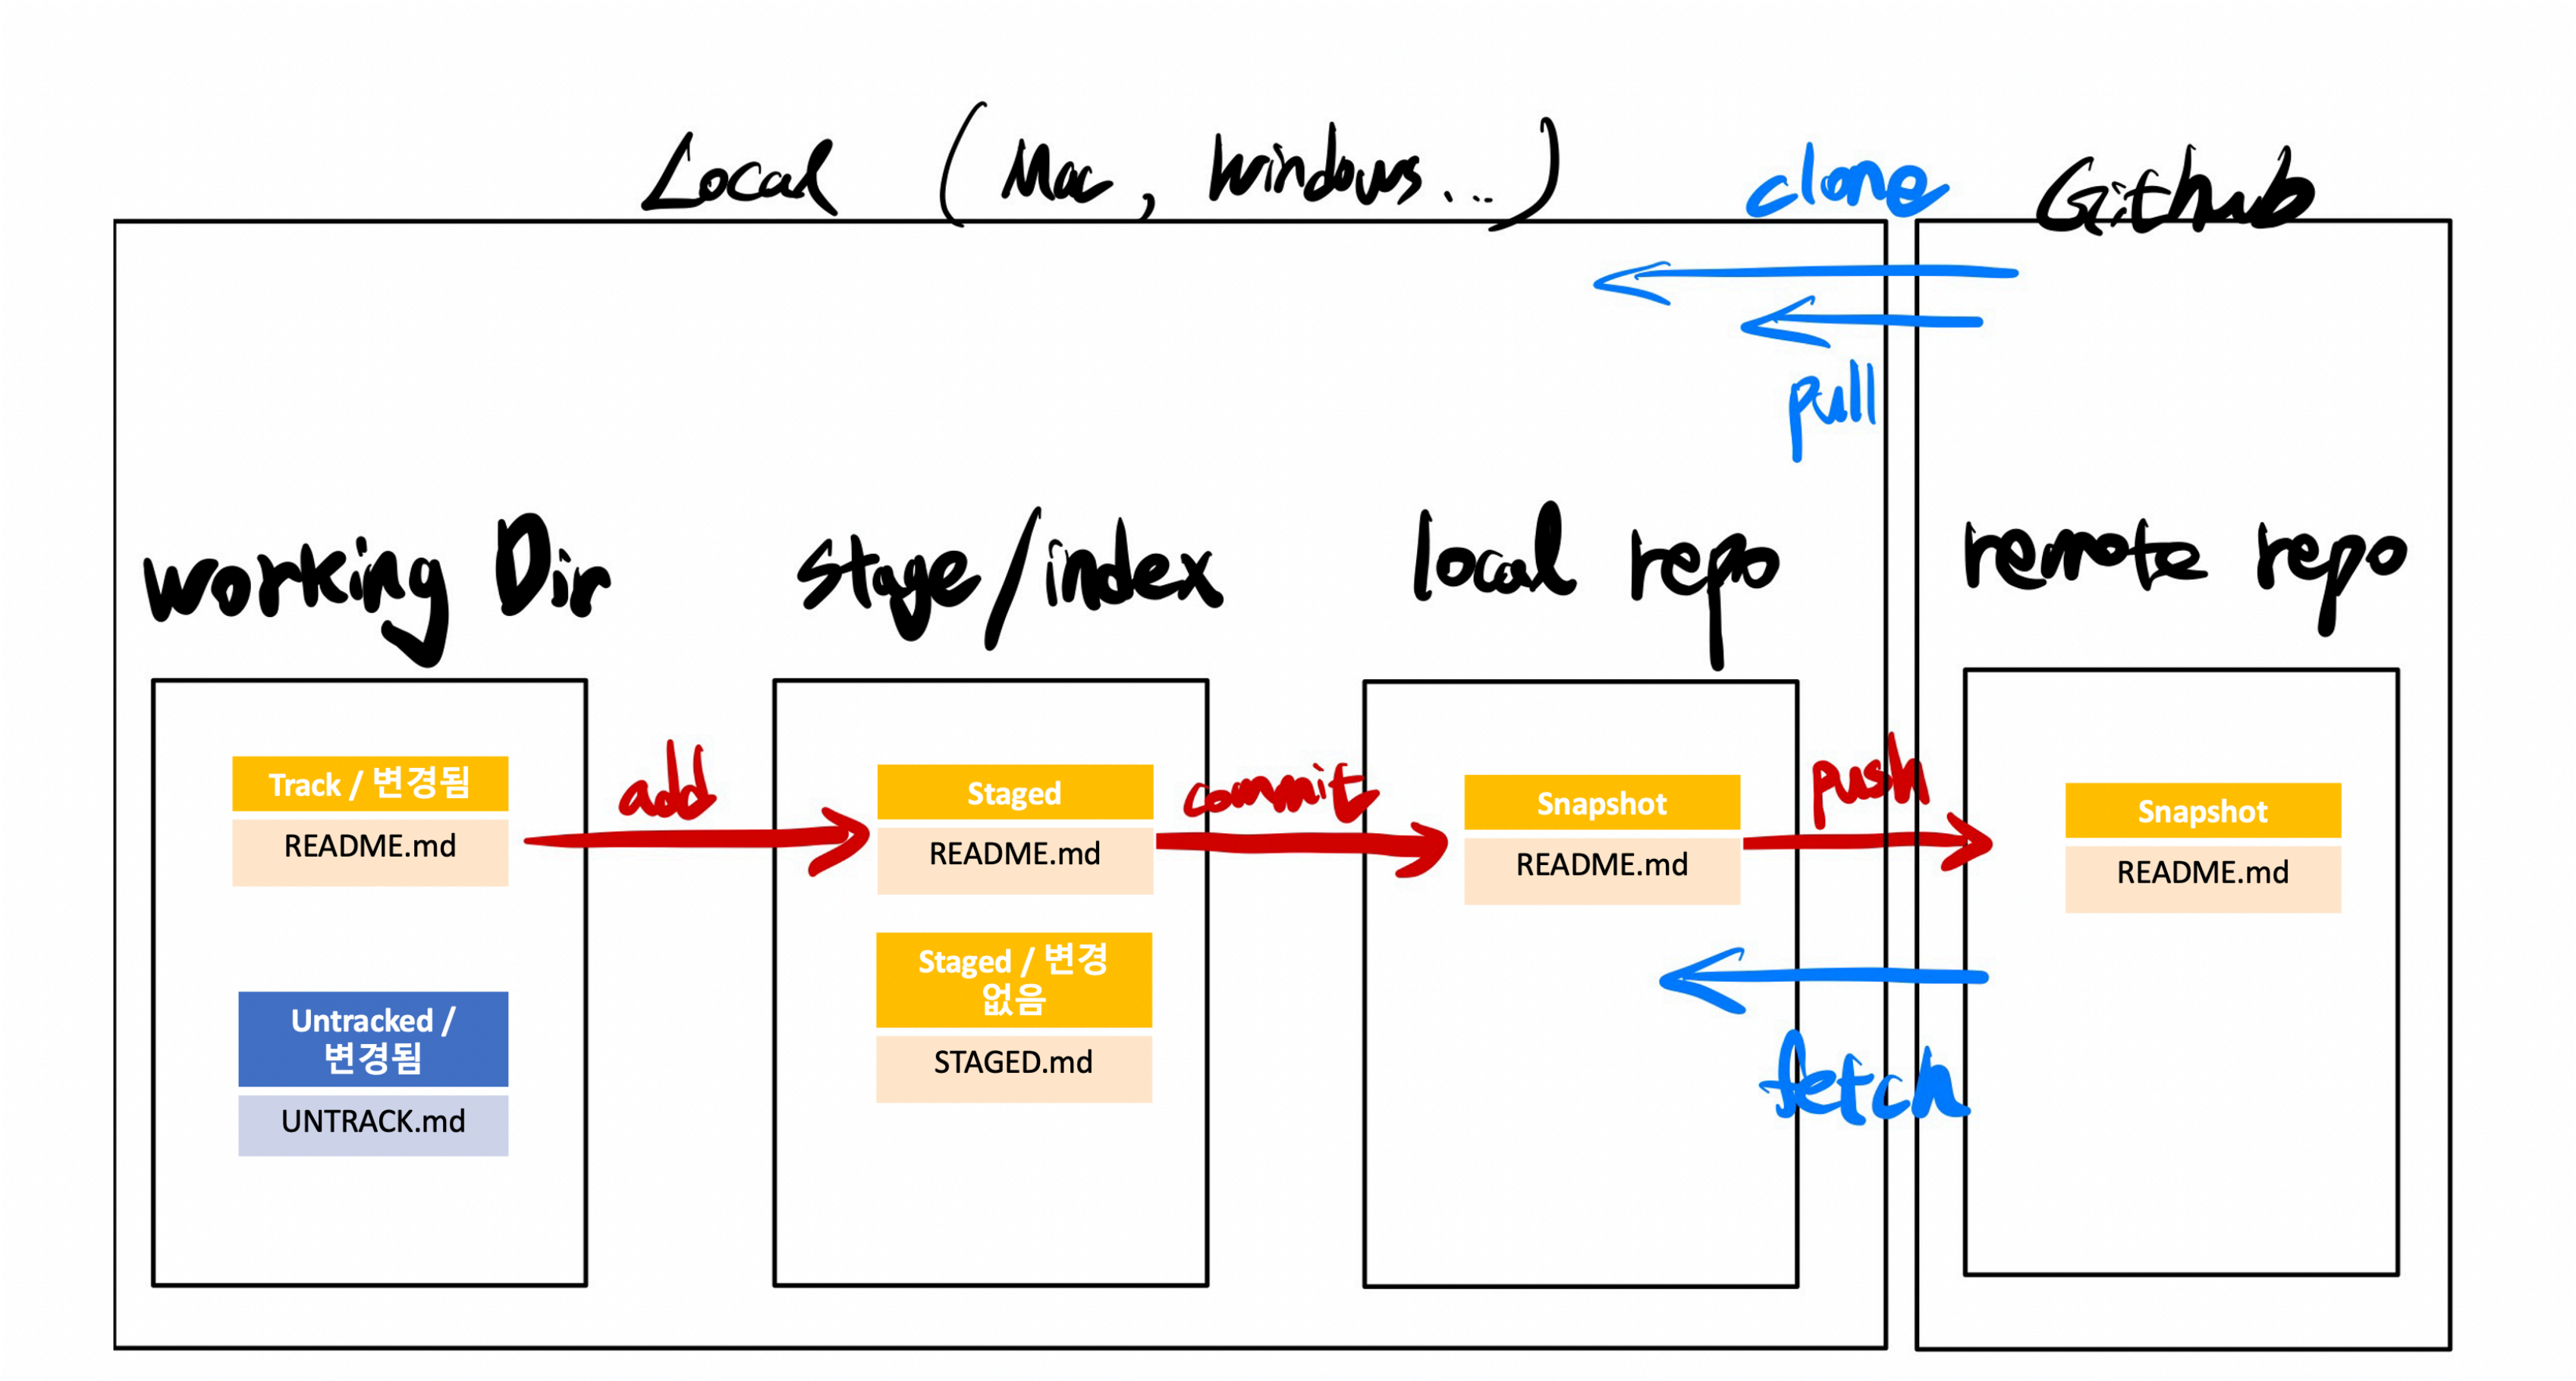 Local (Mac, Windows...)
clone
Github
pull
working Dir
stage/index
local repo
remote repo
Track / 변경됨
README.md
add
Staged
README.md
commit
Snapshot
README.md
push
Snapshot
README.md
Untracked /
변경됨
UNTRACK.md
Staged / 변경
없음
STAGED.md
fetch